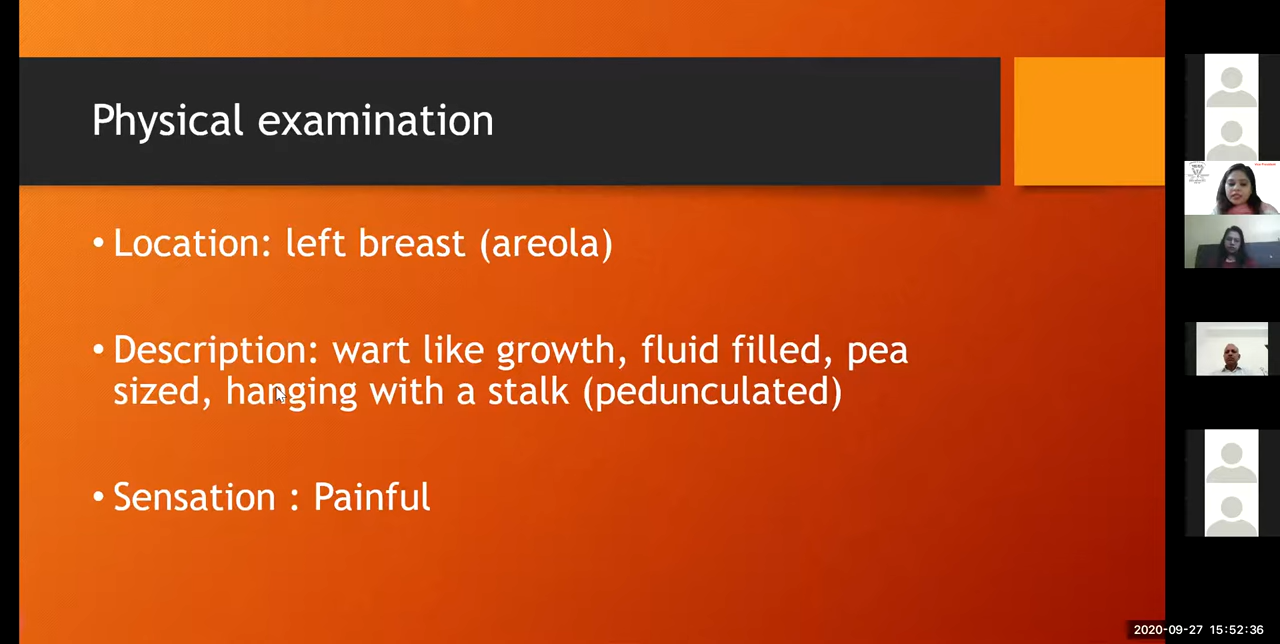 Physical examination
• Location: left breast (areola)
• Description: wart like growth, fluid filled, pea
sized, hanging with a stalk (pedunculated)
• Sensation : Painful
2020-09-27 15:52:36